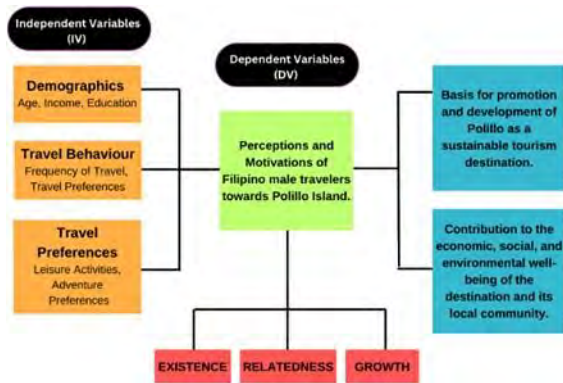 Independent Variables
(IV)
Demographics
Age, Income, Education
Travel Behaviour
Frequency of Travel,
Travel Preferences
Travel
Preferences
Leisure Activities,
Adventure
Preferences
Dependent Variables
(DV)
Perceptions and
Motivations of
Filipino male travelers
towards Polillo Island.
EXISTENCE
RELATEDNESS
GROWTH
Basis for promotion
and development of
Polillo as a
sustainable tourism
destination.
Contribution to the
economic, social, and
environmental well-
being of the
destination and its
local community.